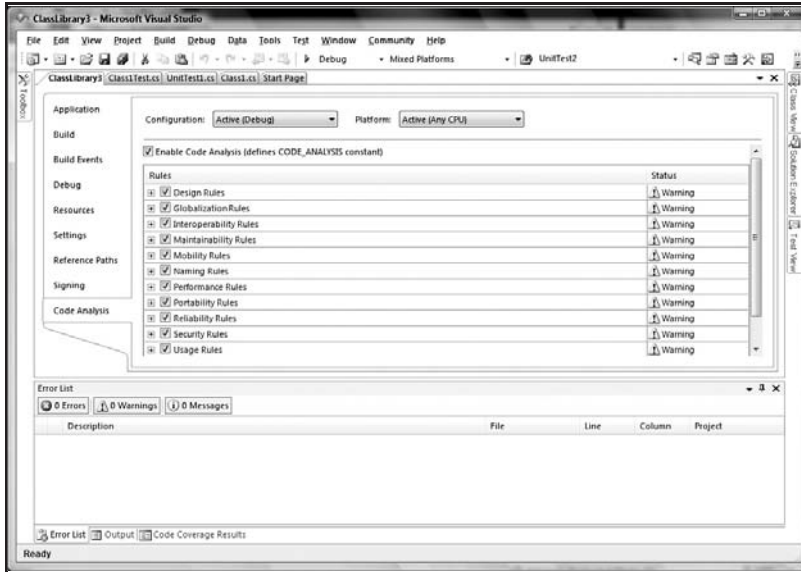 ClassLibrary3 - Microsoft Visual Studio
File Edit View Project Build Debug Data Tools Test Window Community Help
Debug Mixed Platforms UnitTest2
ClassLibrary3 Class1Test.cs UnitTest1.cs Class1.cs Start Page
Toolbox
Class View
Solution Explorer
Test View
Application
Build
Build Events
Debug
Resources
Settings
Reference Paths
Signing
Code Analysis
Configuration: Active (Debug) Platform: Active (Any CPU)
Enable Code Analysis (defines CODE_ANALYSIS constant)
Rules Status
Design Rules Warning
Globalization Rules Warning
Interoperability Rules Warning
Maintainability Rules Warning
Mobility Rules Warning
Naming Rules Warning
Performance Rules Warning
Portability Rules Warning
Reliability Rules Warning
Security Rules Warning
Usage Rules Warning
Error List
0 Errors 0 Warnings 0 Messages
Description File Line Column Project
Error List Output Code Coverage Results
Ready